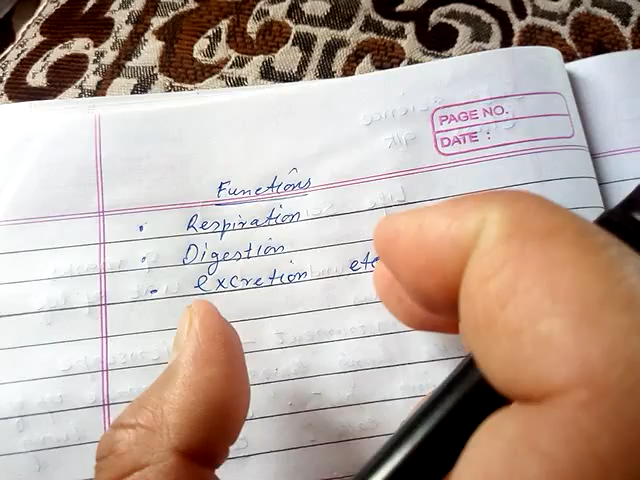 PAGE NO.
DATE :
Functions
• Respiration
• Digestion
• Excretion etc